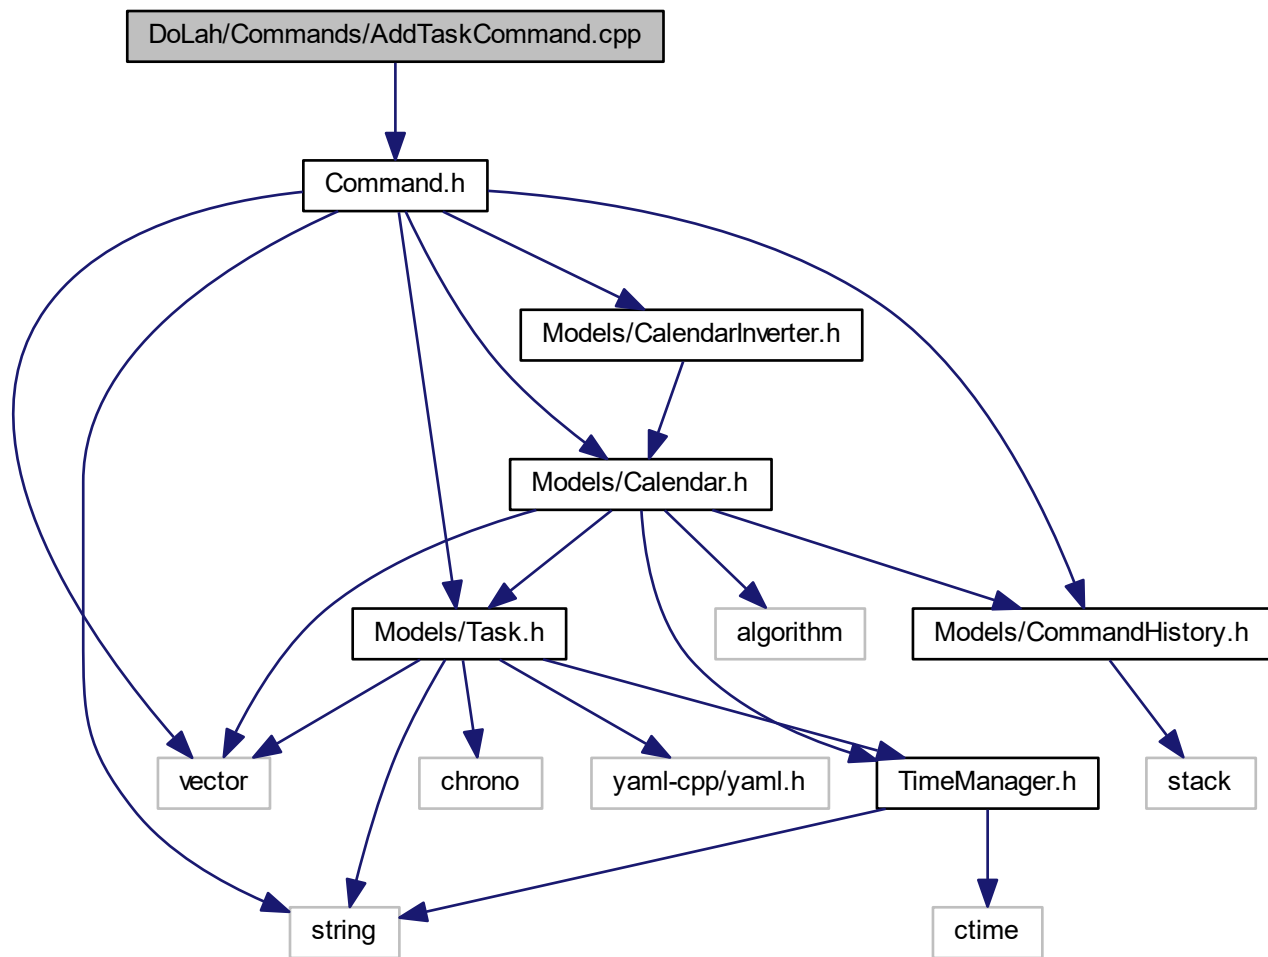 DoLah/Commands/AddTaskCommand.cpp
Command.h
Models/CalendarInverter.h
Models/Calendar.h
Models/Task.h
algorithm
Models/CommandHistory.h
vector
chrono
yaml-cpp/yaml.h
TimeManager.h
stack
string
ctime